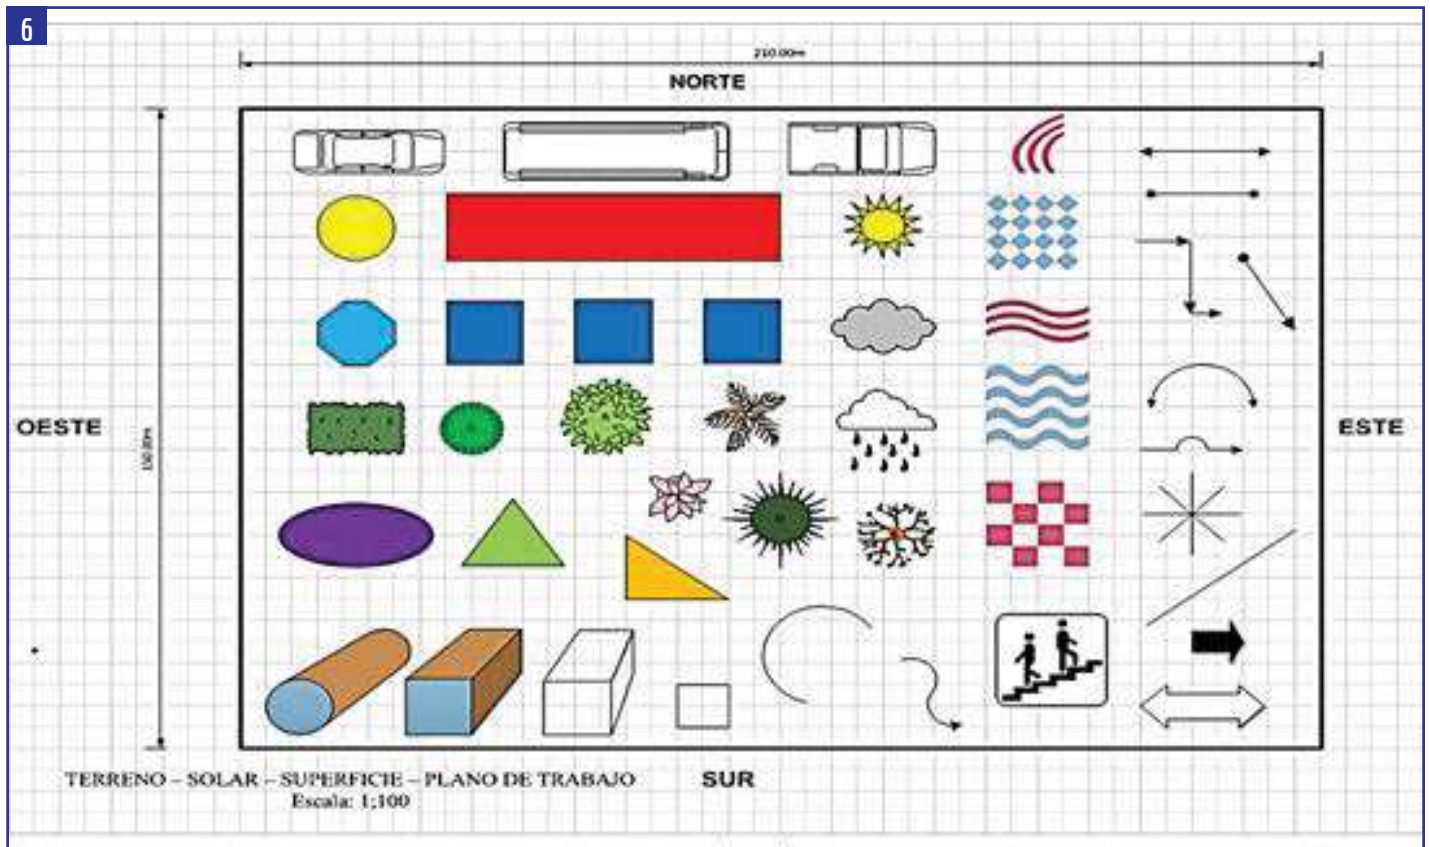 6
210.00m
NORTE
OESTE
150.00m
ESTE
TERRENO – SOLAR – SUPERFICIE – PLANO DE TRABAJO
SUR
Escala: 1;100